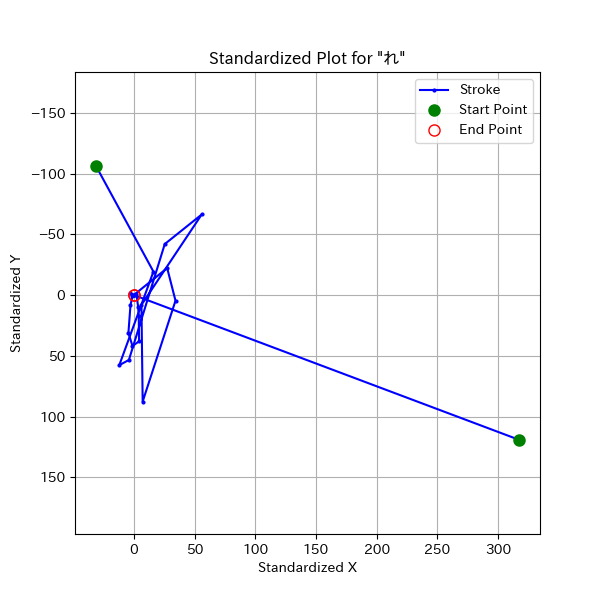 Standardized Plot for "れ"
Stroke
Start Point
End Point
Standardized Y
−150
−100
−50
0
50
100
150
0 50 100 150 200 250 300
Standardized X